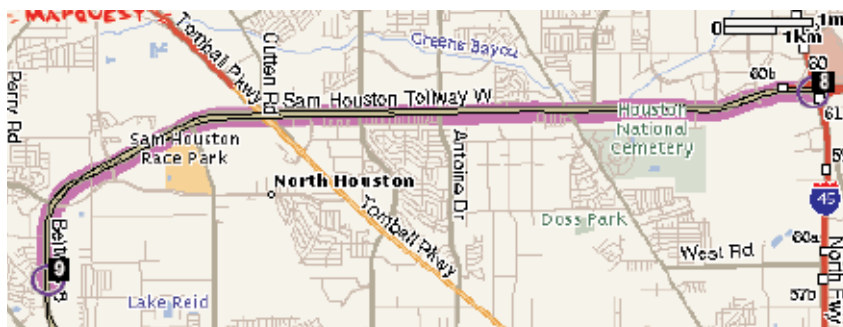 MAPQUEST
Tomball Pkwy
Cutten Rd
Greens Bayou
0
1m
1km
60
8
60b
Perry Rd
Sam Houston Tollway W
Houston
National
Cemetery
61
Sam Houston
Race Park
Antoine Dr
North Houston
45
Tomball Pkwy
Doss Park
West Rd
60a
North Fwy
9
Lake Reid
57b